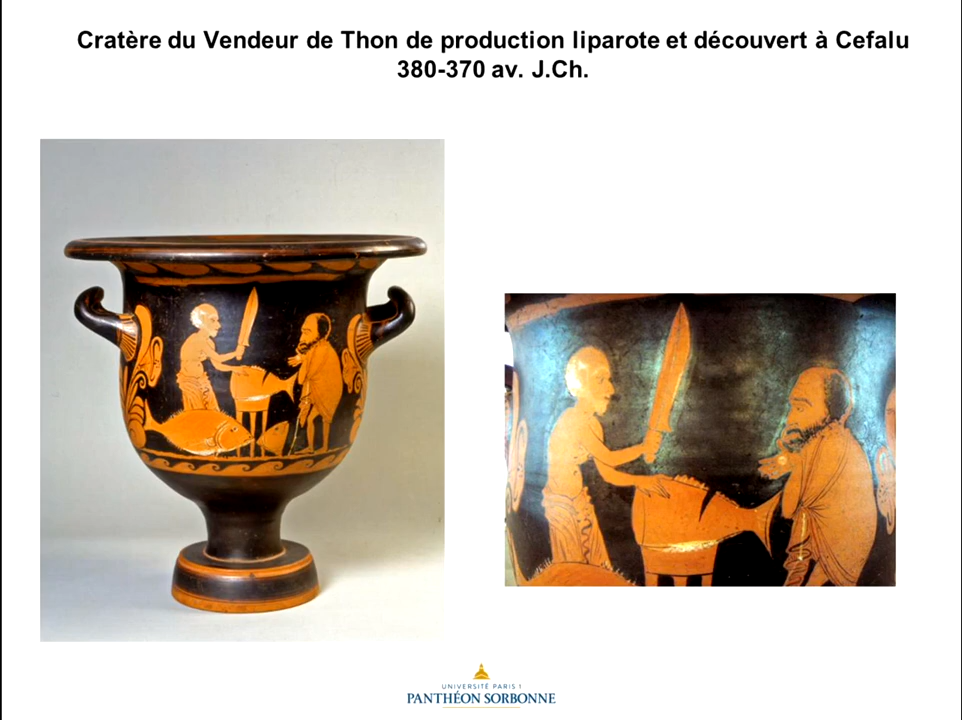 Cratère du Vendeur de Thon de production liparote et découvert à Cefalu
380-370 av. J.Ch.
UNIVERSITÉ PARIS 1
PANTHÉON SORBONNE